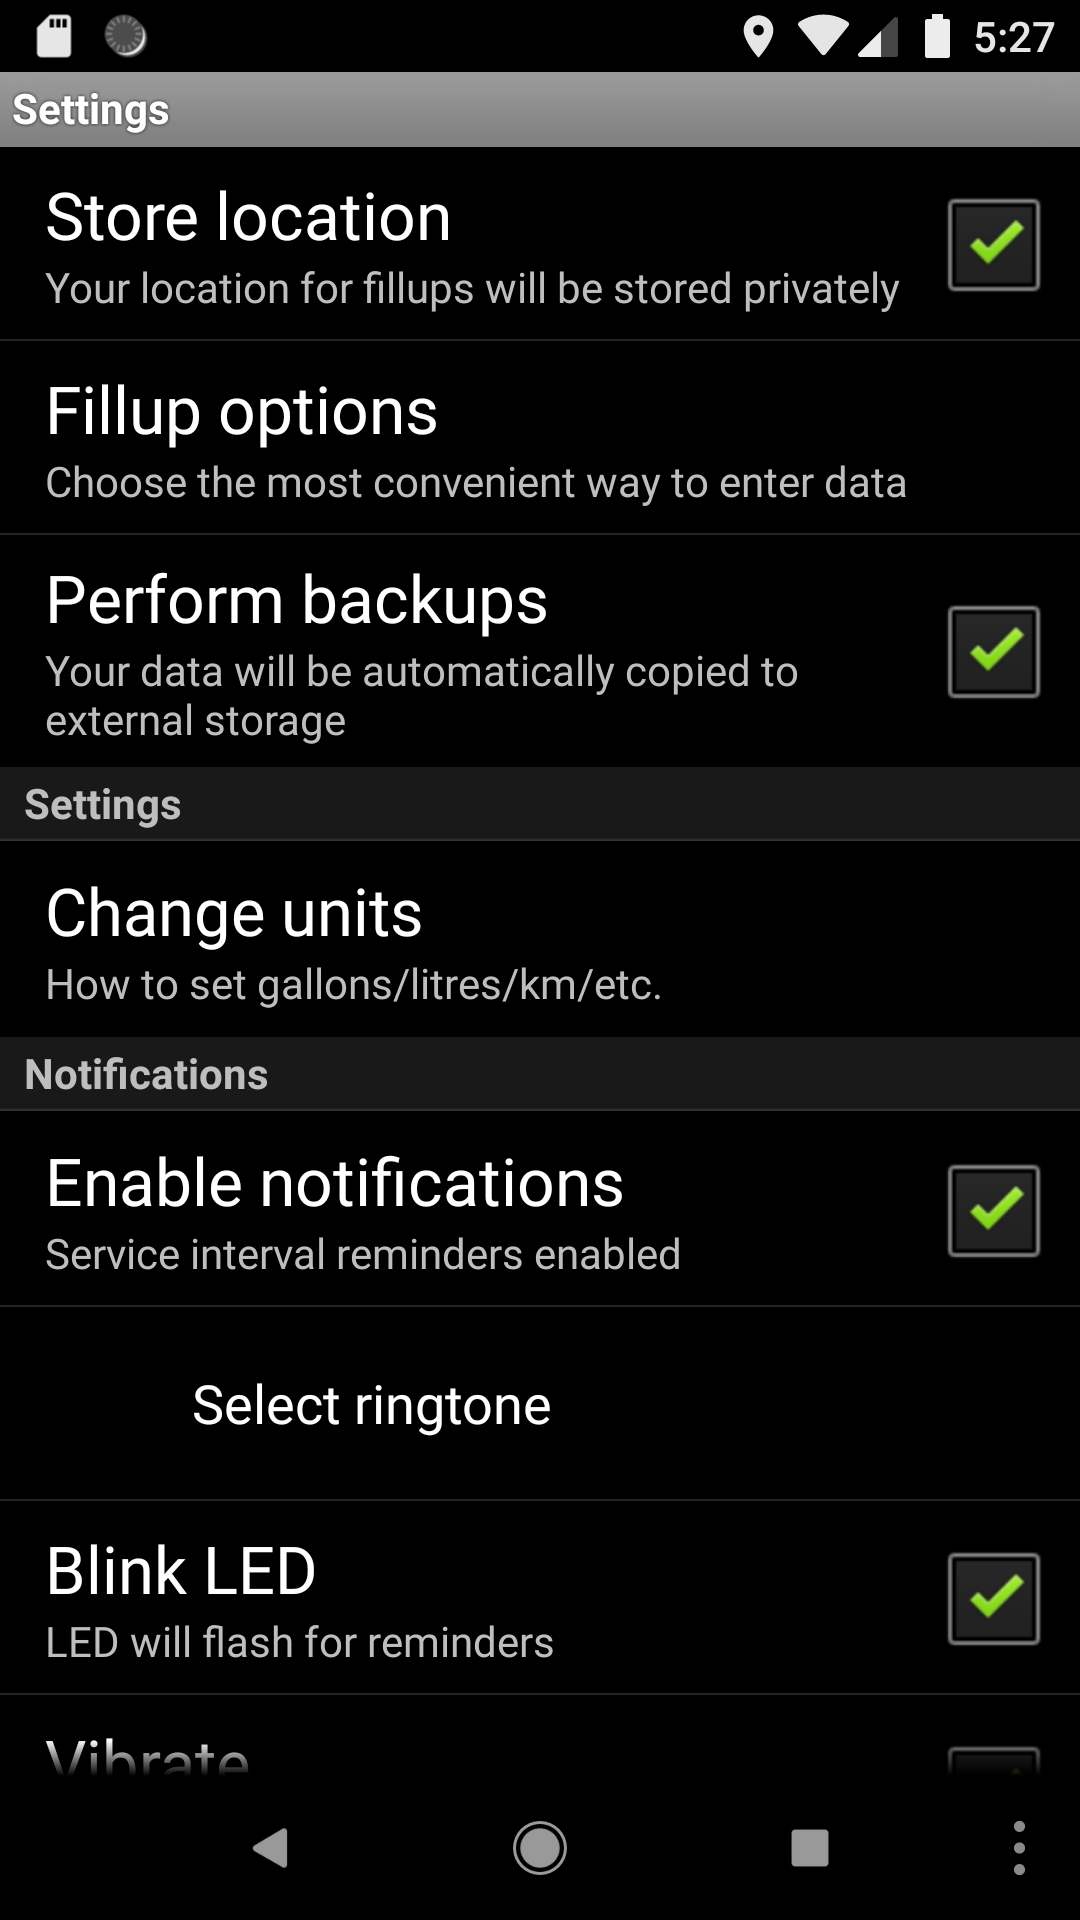 5:27
Settings
Store location
Your location for fillups will be stored privately
Fillup options
Choose the most convenient way to enter data
Perform backups
Your data will be automatically copied to
external storage
Settings
Change units
How to set gallons/litres/km/etc.
Notifications
Enable notifications
Service interval reminders enabled
Select ringtone
Blink LED
LED will flash for reminders
Vibrate